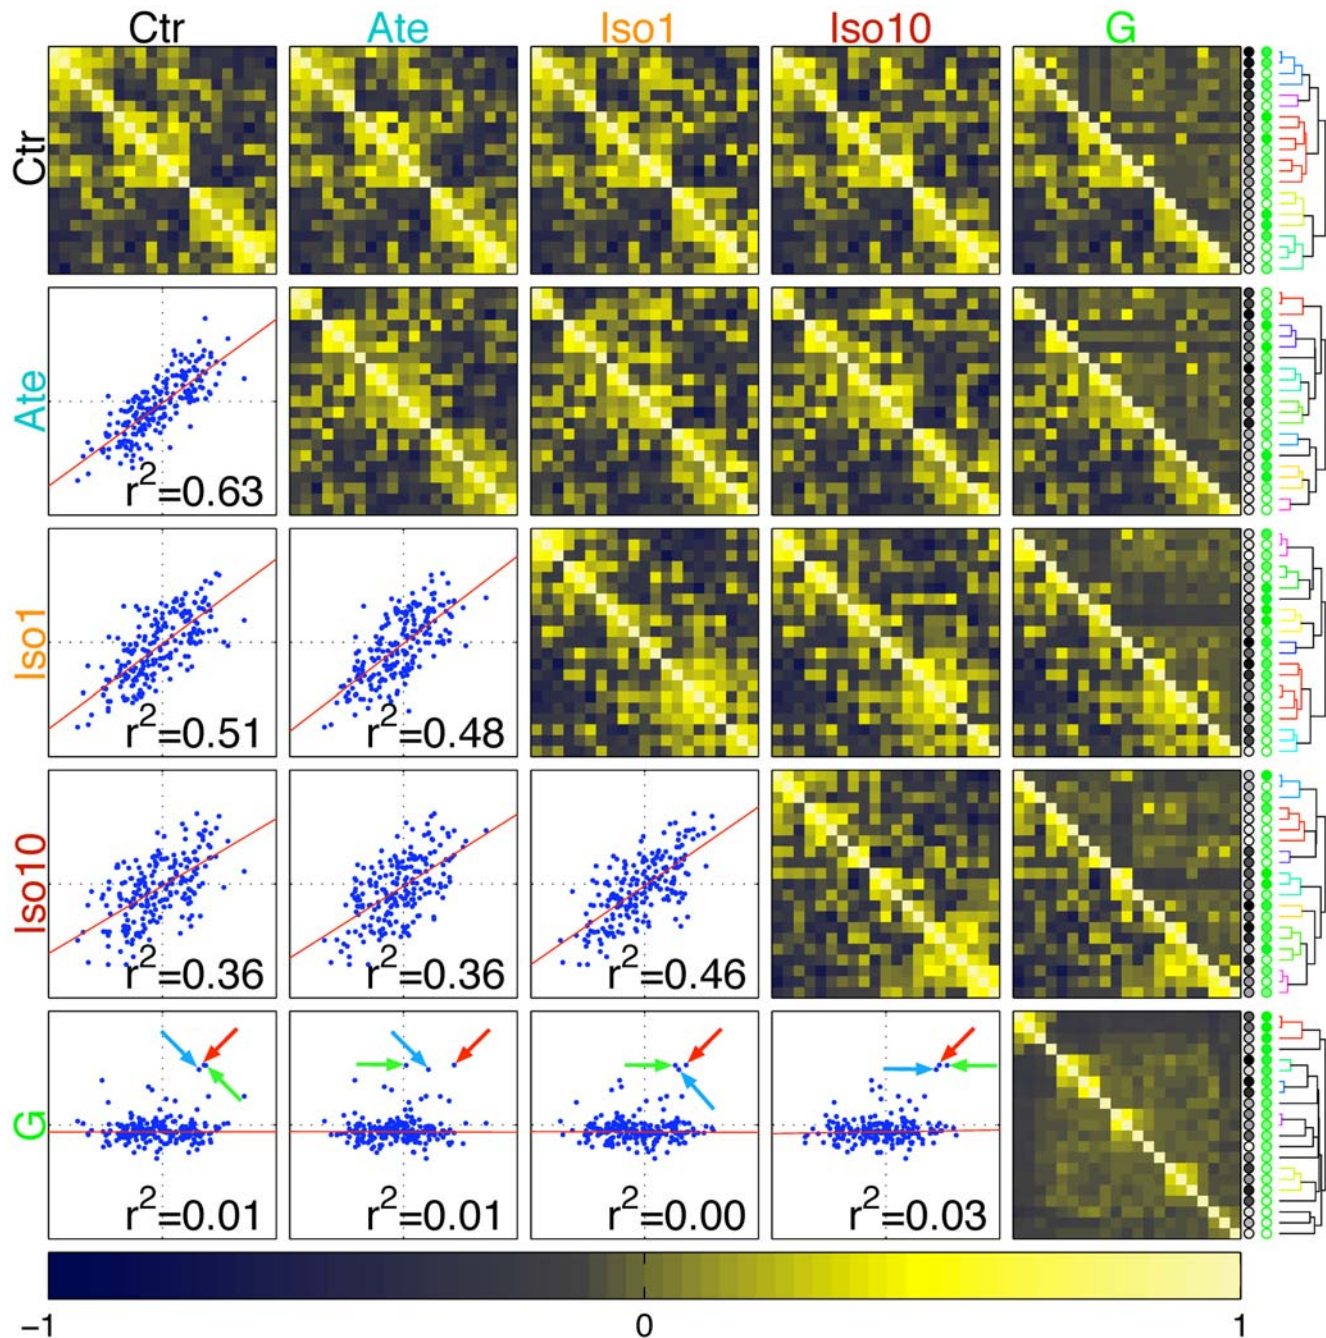 Ctr Ate Iso1 Iso10 G
Ctr
Ate
r²=0.63
Iso1
r²=0.51 r²=0.48
Iso10
r²=0.36 r²=0.36 r²=0.46
G
r²=0.01 r²=0.01 r²=0.00 r²=0.03
−1 0 1